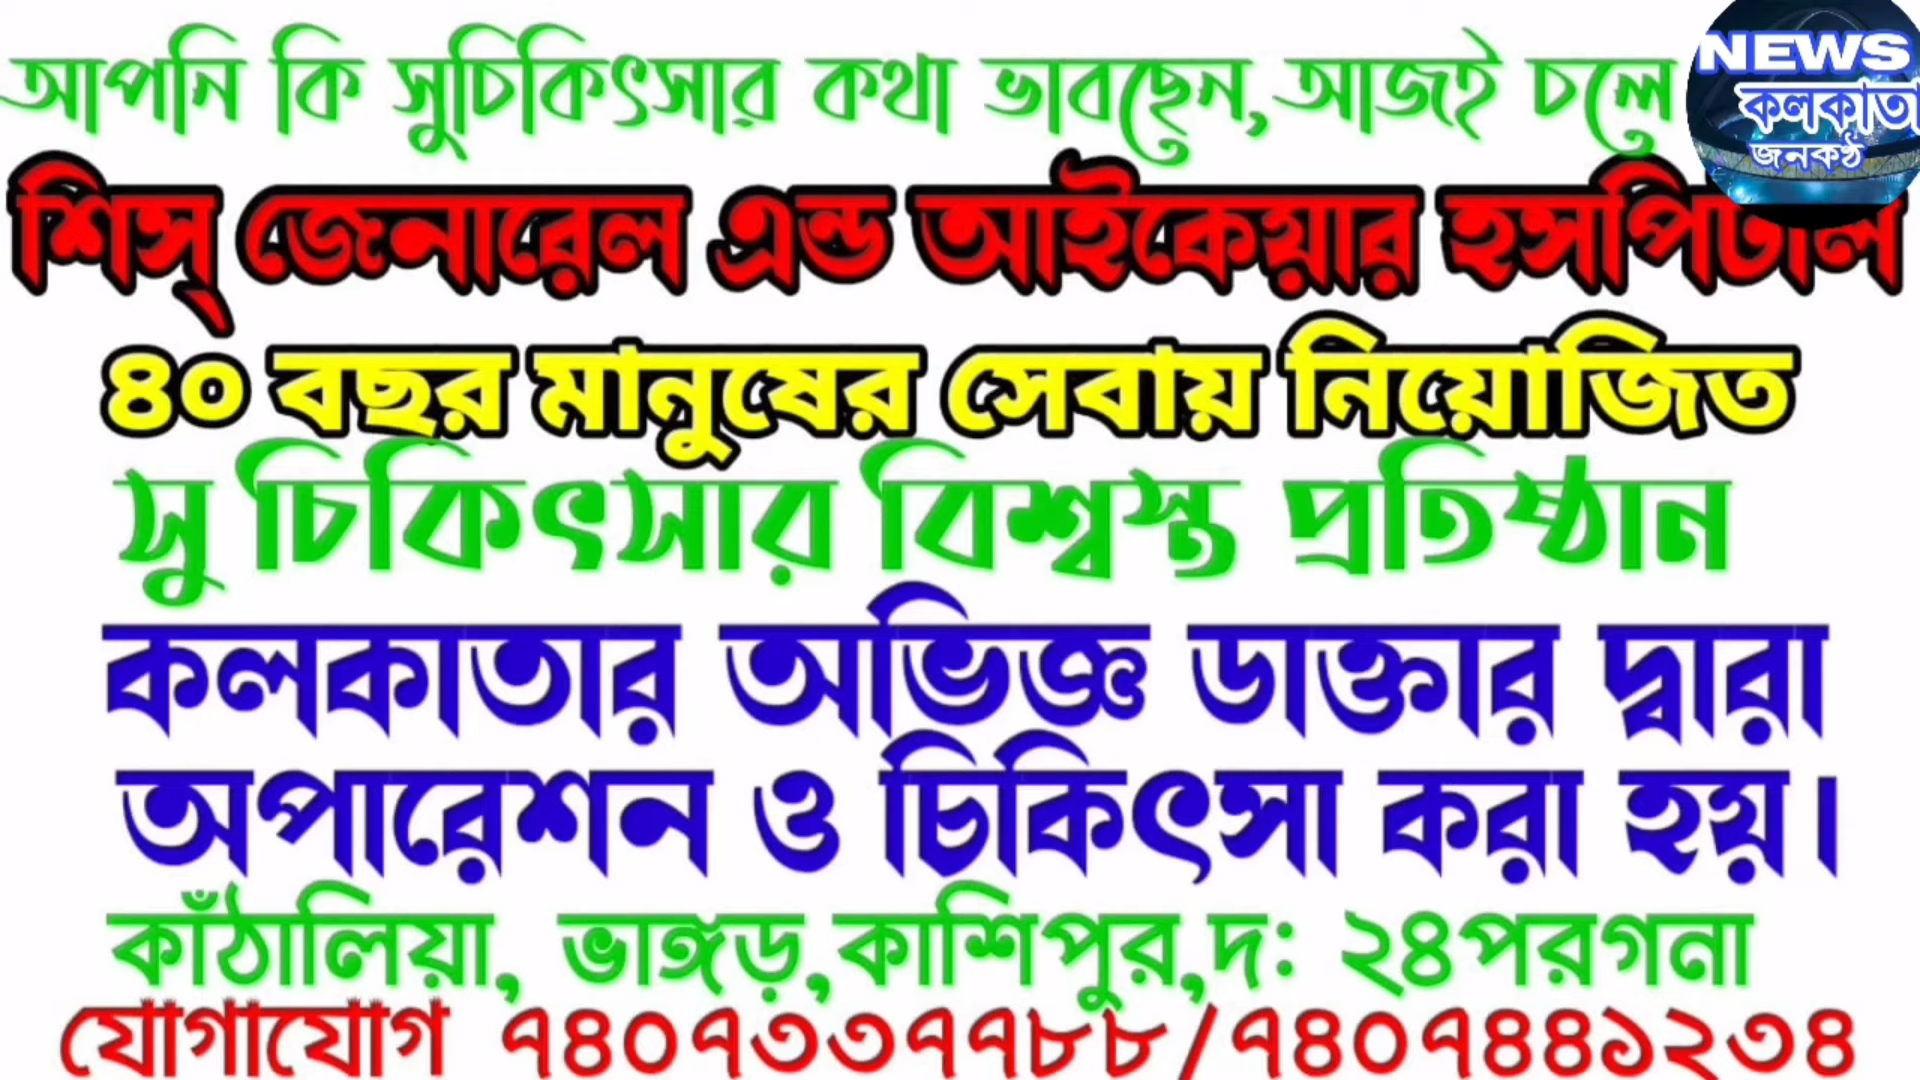 আপনি কি সুচিকিৎসার কথা ভাবছেন,আজই চলে
NEWS
কলকাতা
জনকণ্ঠ
শিস্ জেনারেল এন্ড আইকেয়ার হসপিটাল
৪০ বছর মানুষের সেবায় নিয়োজিত
সু চিকিৎসার বিশ্বস্ত প্রতিষ্ঠান
কলকাতার অভিজ্ঞ ডাক্তার দ্বারা
অপারেশন ও চিকিৎসা করা হয়।
কাঁঠালিয়া, ভাঙ্গড়,কাশিপুর,দ: ২৪পরগনা
যোগাযোগ ৭৪০৭৩৩৭৭৮৮/৭৪০৭৪৪১২৩৪